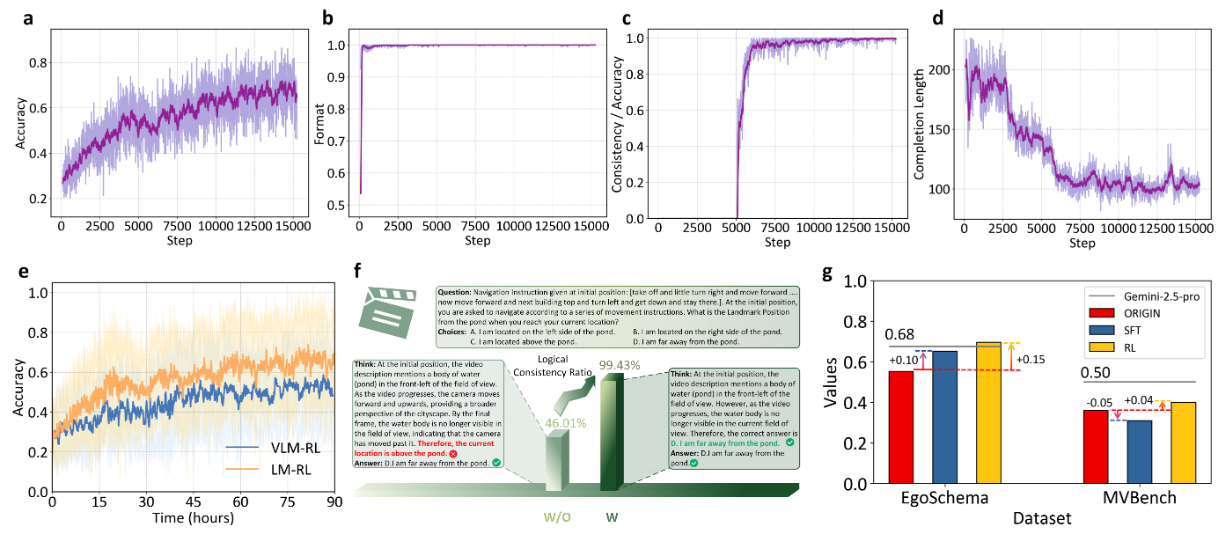 a
Accuracy
0.8
0.6
0.4
0.2
0
2500
5000
7500
10000
12500
15000
Step
b
Format
1.0
0.9
0.8
0.7
0.6
0.5
0
2500
5000
7500
10000
12500
15000
Step
c
Consistency / Accuracy
1.0
0.8
0.6
0.4
0.2
0.0
0
2500
5000
7500
10000
12500
15000
Step
d
Completion Length
200
150
100
0
2500
5000
7500
10000
12500
15000
Step
e
Accuracy
1.0
0.8
0.6
0.4
0.2
0.0
VLM-RL
LM-RL
0
15
30
45
60
75
90
Time (hours)
f
Question: Navigation Instruction given at initial position: [take off and little turn right and move forward ....
now move forward and next building top and turn left and get down and stay there.]. At the initial position,
you are asked to navigate according to a series of movement instructions. What is the Landmark Position
from the pond when you reach your current location?
Choices: A. I am located on the left side of the pond. B. I am located on the right side of the pond.
C. I am located above the pond. D. I am far away from the pond.
Think: At the initial position, the video
description mentions a body of water
(pond) in the front-left of the field of view.
As the video progresses, the camera moves
forward and upwards, providing a broader
perspective of the cityscape. By the final
frame, the water body is no longer visible in
the field of view, indicating that the camera
has moved past it. Therefore, the current
location is above the pond.
Answer: D.I am far away from the pond.
Logical
Consistency Ratio
46.01%
99.43%
Think: At the initial position, the
video description mentions a body of
water (pond) in the front-left of the
field of view. However, as the video
progresses, the water body is no
longer visible in the current field of
view. Therefore, the correct answer is
D. I am far away from the pond.
Answer: D.I am far away from the
pond.
W/O
W
g
Values
1.0
0.8
0.6
0.4
0.2
0.0
Gemini-2.5-pro
ORIGIN
SFT
RL
0.68
+0.10
+0.15
0.50
-0.05
+0.04
EgoSchema
MVBench
Dataset